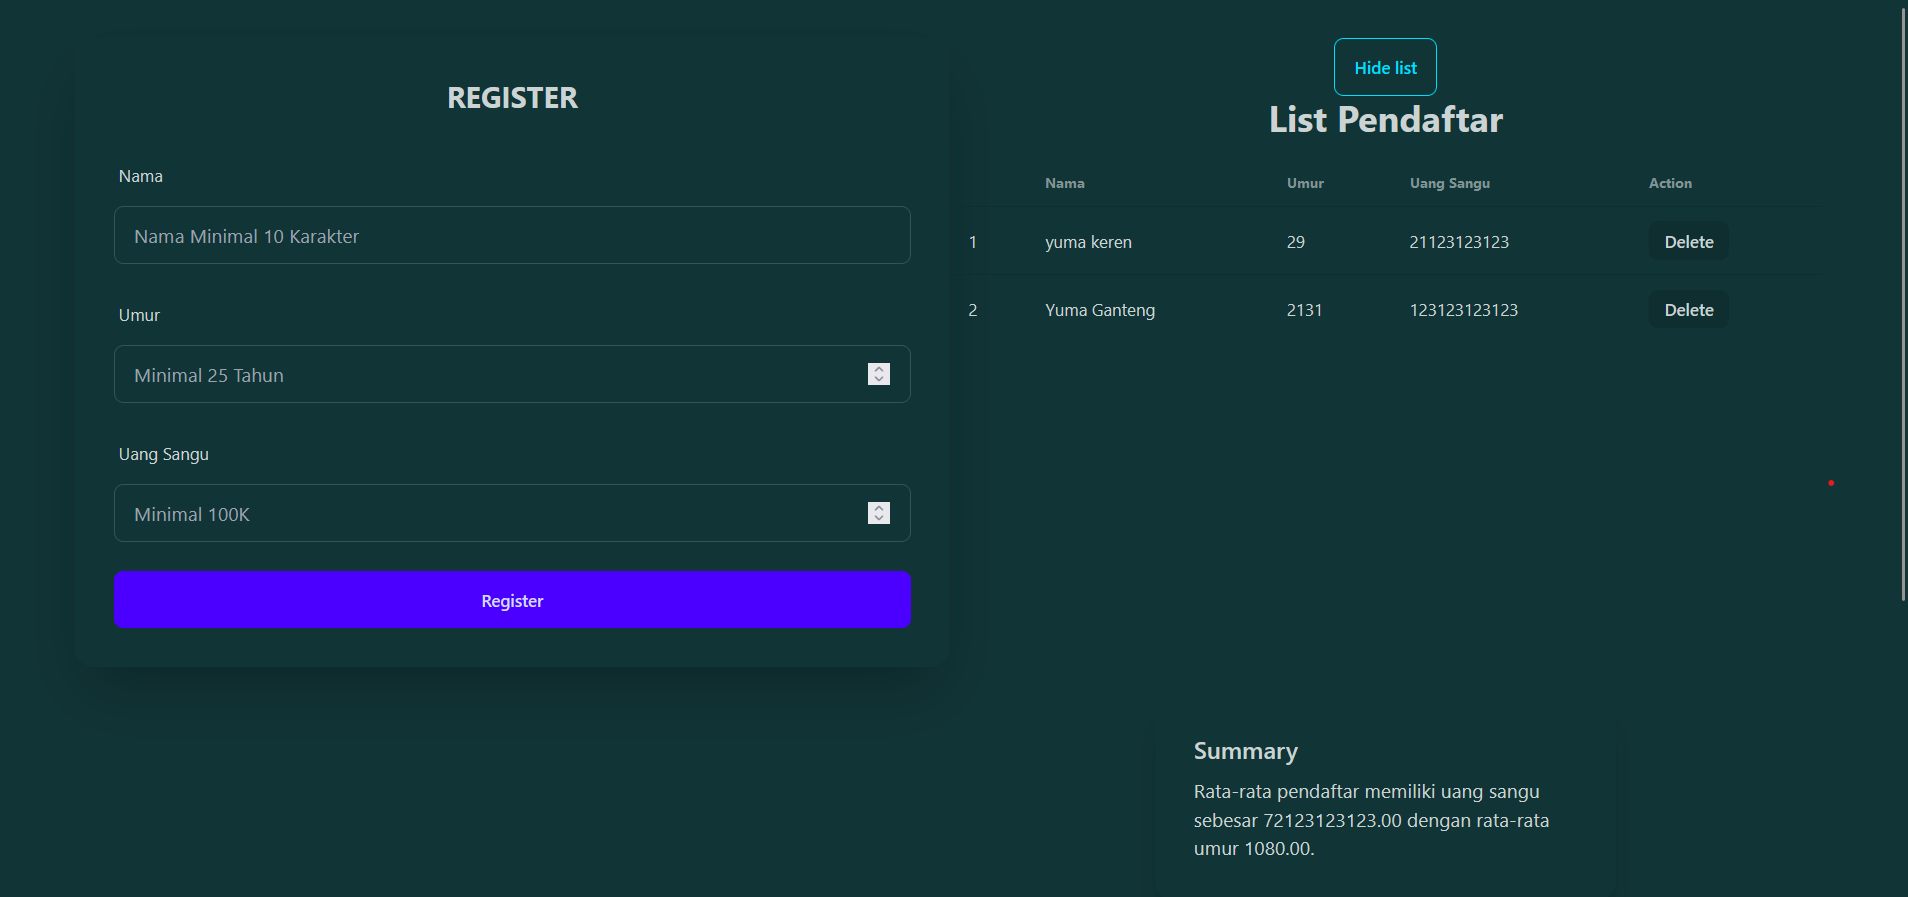 REGISTER
Nama
Nama Minimal 10 Karakter
Umur
Minimal 25 Tahun
Uang Sangu
Minimal 100K
Register
Hide list
List Pendaftar
Nama Umur Uang Sangu Action
1 yuma keren 29 21123123123 Delete
2 Yuma Ganteng 2131 123123123123 Delete
Summary
Rata-rata pendaftar memiliki uang sangu
sebesar 72123123123.00 dengan rata-rata
umur 1080.00.